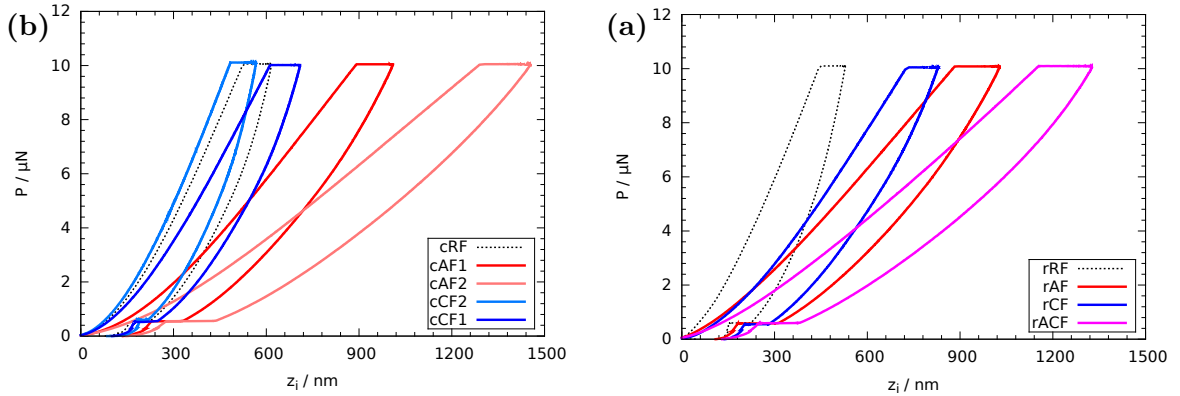 (b)
12
10
8
6
4
2
0
P / μN
0 300 600 900 1200 1500
z_i / nm
cRF
cAF1
cAF2
cCF2
cCF1
(a)
12
10
8
6
4
2
0
P / μN
0 300 600 900 1200 1500
z_i / nm
rRF
rAF
rCF
rACF